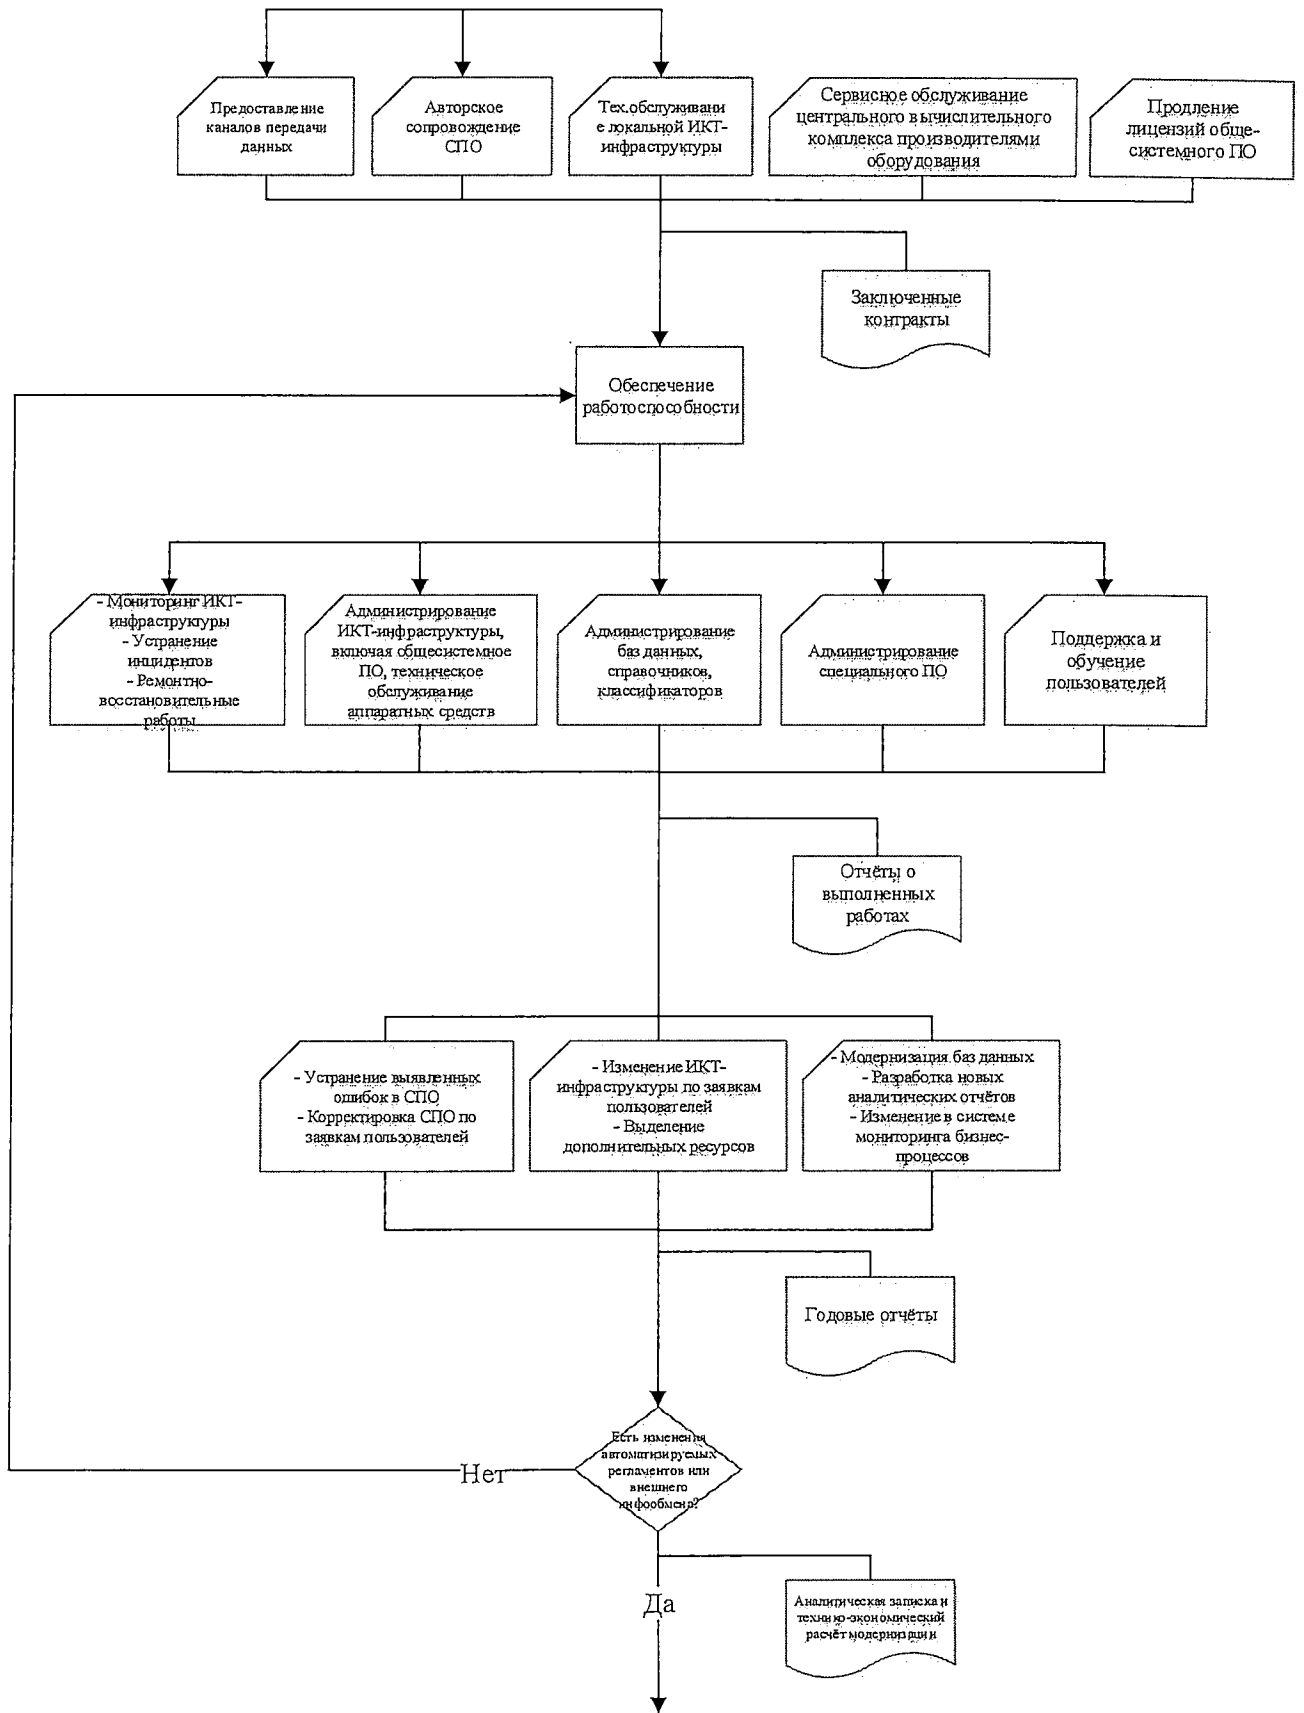 Предоставление
каналов передачи
данных
Авторское
сопровождение
СПО
Тех.обслуживани
е локальной ИКТ-
инфраструктуры
Сервисное обслуживание
центрального вычислительного
комплекса производителями
оборудования
Продление
лицензий обще-
системного ПО
Заключенные
контракты
Обеспечение
работоспособности
- Мониторинг ИКТ-
инфраструктуры
- Устранение
инцидентов
- Ремонтно-
восстановительные
работы
Администрирование
ИКТ-инфраструктуры,
включая общесистемное
ПО, техническое
обслуживание
аппаратных средств
Администрирование
баз данных,
справочников,
классификаторов
Администрирование
специального ПО
Поддержка и
обучение
пользователей
Отчёты о
выполненных
работах
- Устранение выявленных
ошибок в СПО
- Корректировка СПО по
заявкам пользователей
- Изменение ИКТ-
инфраструктуры по заявкам
пользователей
- Выделение
дополнительных ресурсов
- Модернизация баз данных
- Разработка новых
аналитических отчётов
- Изменение в системе
мониторинга бизнес-
процессов
Годовые отчёты
Есть изменения
автоматизируемых
регламентов или
внешнего
инфообмена?
Нет
Да
Аналитическая записка и
технико-экономический
расчёт модернизации